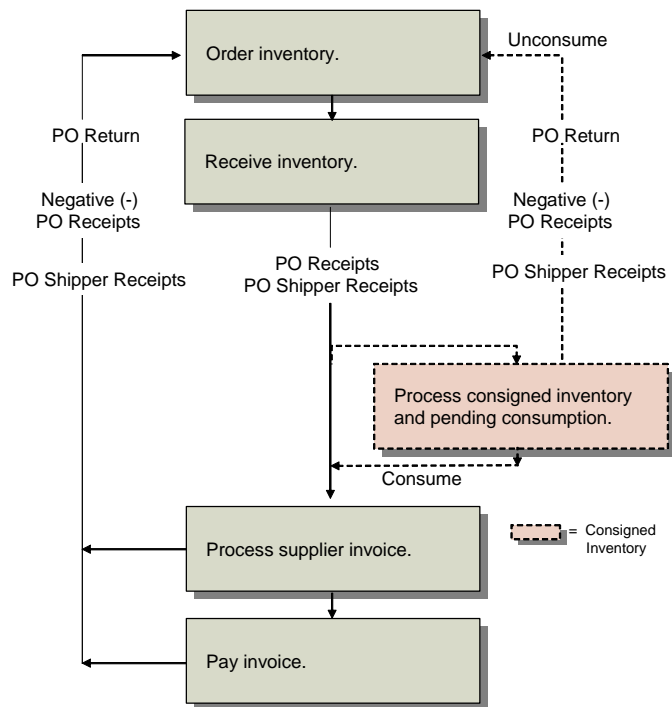 Order inventory.
Unconsume
Receive inventory.
PO Return
Negative (-)
PO Receipts
PO Shipper Receipts
PO Receipts
PO Shipper Receipts
PO Return
Negative (-)
PO Receipts
PO Shipper Receipts
Process consigned inventory
and pending consumption.
Consume
Process supplier invoice.
= Consigned
Inventory
Pay invoice.